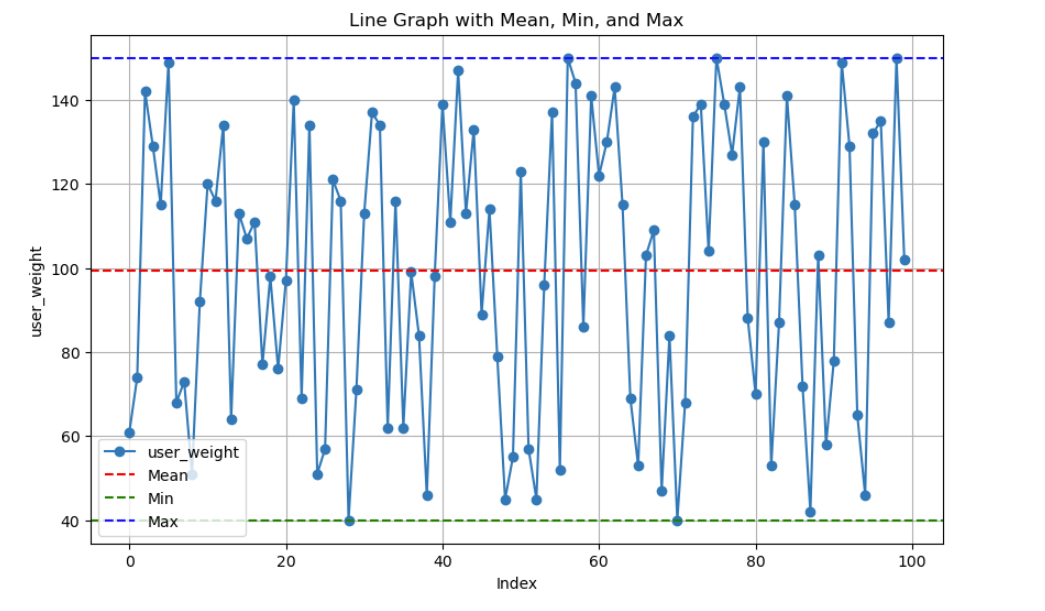 Line Graph with Mean, Min, and Max
user_weight
140
120
100
80
60
40
user_weight
Mean
Min
Max
0 20 40 60 80 100
Index